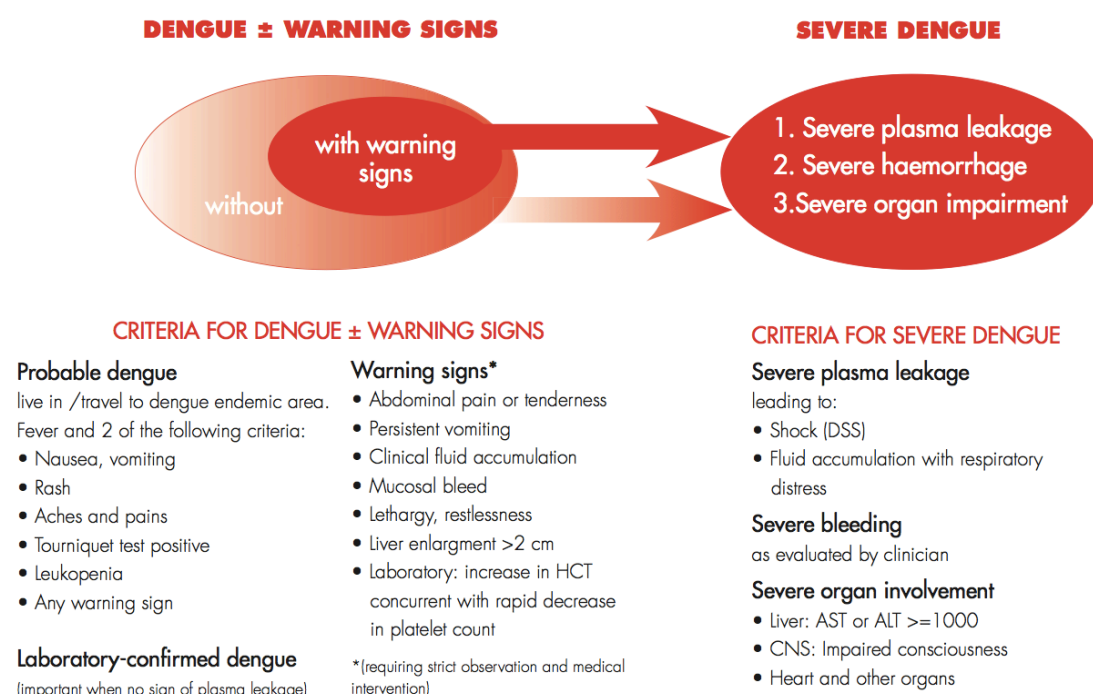 DENGUE ± WARNING SIGNS
SEVERE DENGUE
with warning
signs
without
1. Severe plasma leakage
2. Severe haemorrhage
3.Severe organ impairment
CRITERIA FOR DENGUE ± WARNING SIGNS
Probable dengue
live in /travel to dengue endemic area.
Fever and 2 of the following criteria:
• Nausea, vomiting
• Rash
• Aches and pains
• Tourniquet test positive
• Leukopenia
• Any warning sign
Laboratory-confirmed dengue
(important when no sign of plasma leakage)
Warning signs*
• Abdominal pain or tenderness
• Persistent vomiting
• Clinical fluid accumulation
• Mucosal bleed
• Lethargy, restlessness
• Liver enlargment >2 cm
• Laboratory: increase in HCT
concurrent with rapid decrease
in platelet count
*(requiring strict observation and medical
intervention)
CRITERIA FOR SEVERE DENGUE
Severe plasma leakage
leading to:
• Shock (DSS)
• Fluid accumulation with respiratory
distress
Severe bleeding
as evaluated by clinician
Severe organ involvement
• Liver: AST or ALT >=1000
• CNS: Impaired consciousness
• Heart and other organs